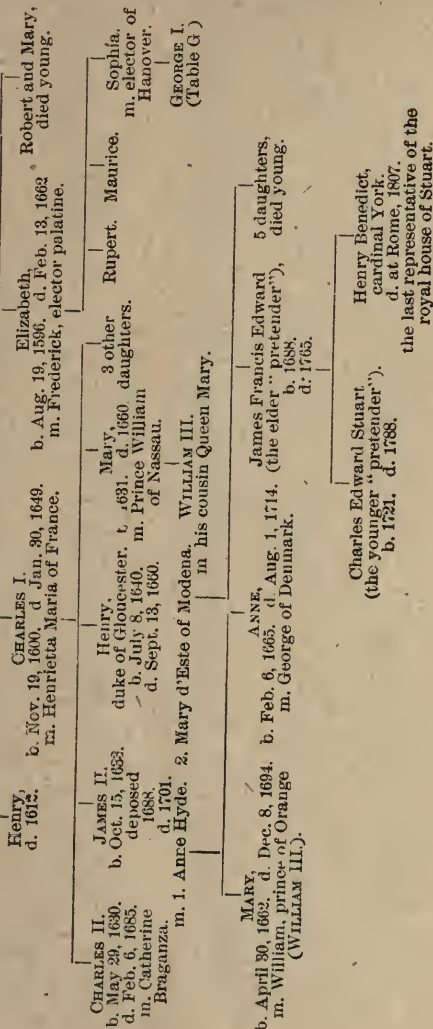 Henry,
d. 1612.
CHARLES I.
b. Nov. 19, 1600. d Jan. 30, 1649.
m. Henrietta Maria of France.
Elizabeth,
b. Aug. 19, 1596. d. Feb. 13, 1662
m. Frederick, elector palatine.
Robert and Mary,
died young.
CHARLES II.
b. May 29, 1630.
d. Feb. 6, 1685.
m. Catherine
Braganza.
JAMES II.
b. Oct. 15, 1633.
deposed
1688.
d. 1701.
Henry,
duke of Gloucester.
b. July 8, 1640.
d. Sept. 13, 1660.
Mary,
1631. d. 1660.
m. Prince William
of Nassau.
3 other
daughters.
Rupert.
Maurice.
Sophia.
m. elector of
Hanover.
GEORGE I.
(Table G)
m. 1. Anne Hyde. 2. Mary d'Este of Modena.
WILLIAM III.
m his cousin Queen Mary.
MARY,
b. April 30, 1662. d. Dec. 8, 1694.
m. William, prince of Orange
(WILLIAM III.).
ANNE,
b. Feb. 6, 1665. d. Aug. 1, 1714.
m. George of Denmark.
James Francis Edward
(the elder "pretender"),
b. 1688.
d. 1765.
5 daughters,
died young.
Charles Edward Stuart
(the younger "pretender").
b. 1721. d. 1788.
Henry Benedict,
cardinal York.
d. at Rome, 1807.
the last representative of the
royal house of Stuart.